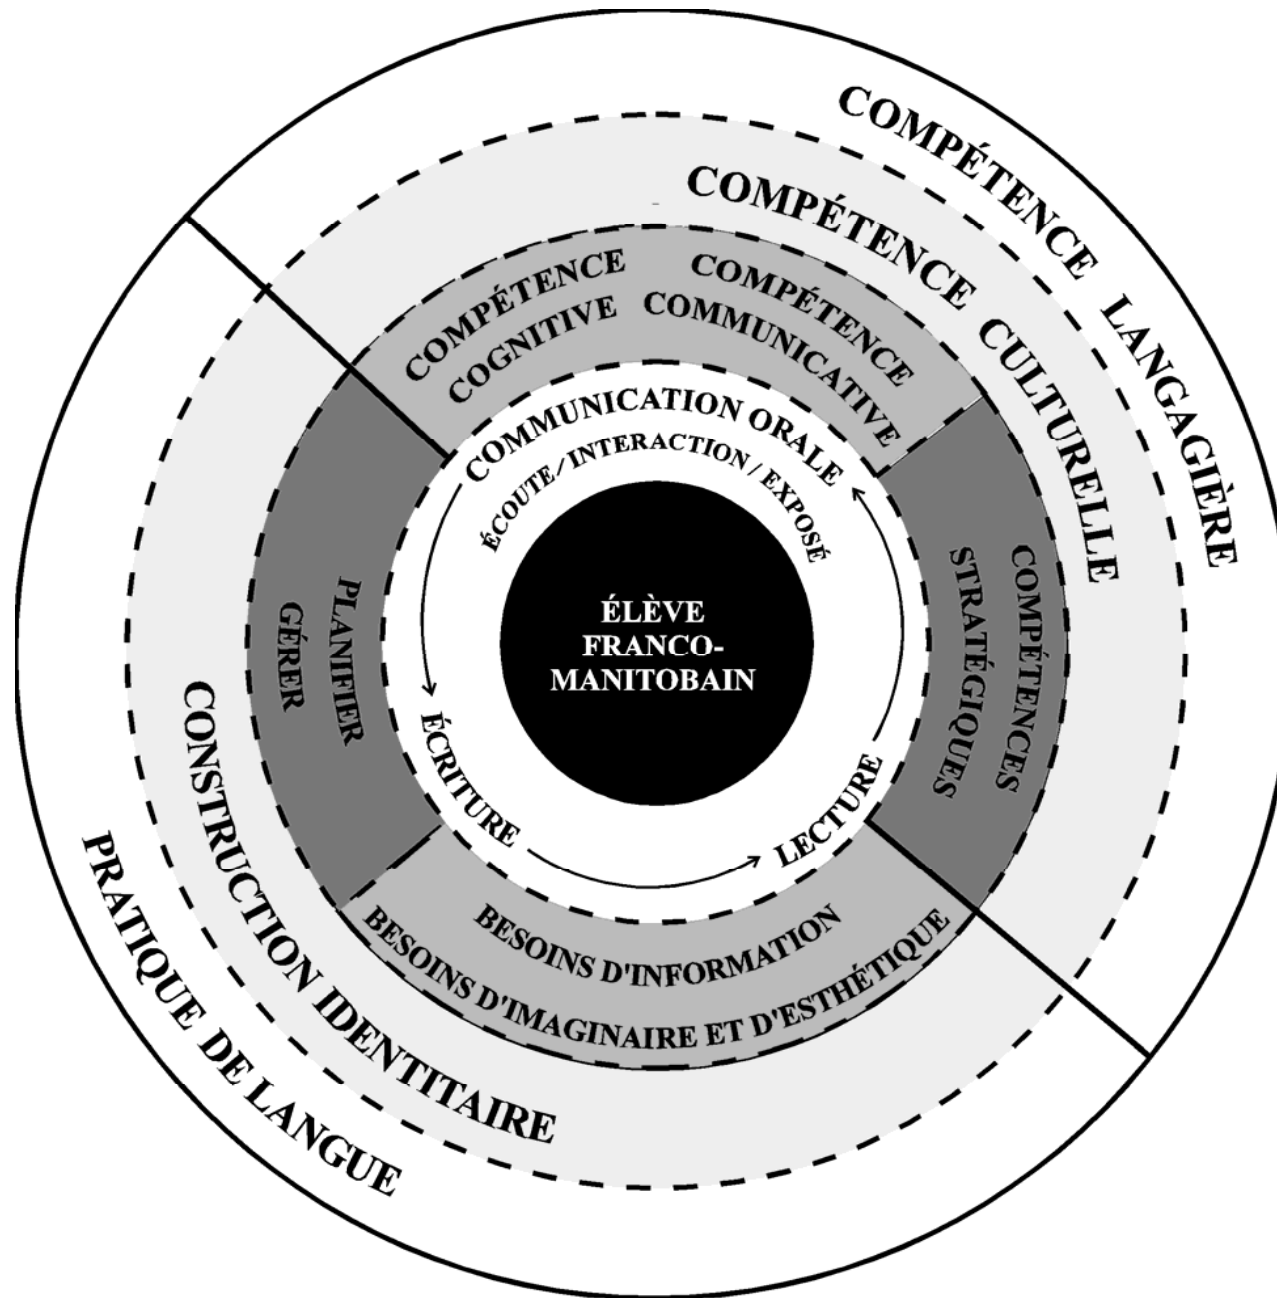 COMPÉTENCE LANGAGIÈRE
COMPÉTENCE CULTURELLE
COMPÉTENCE
COGNITIVE
COMPÉTENCE
COMMUNICATIVE
COMMUNICATION ORALE
ÉCOUTE / INTERACTION / EXPOSÉ
ÉLÈVE
FRANCO-
MANITOBAIN
COMPÉTENCES
STRATÉGIQUES
PLANIFIER
GÉRER
ÉCRITURE
LECTURE
BESOINS D'INFORMATION
BESOINS D'IMAGINAIRE ET D'ESTHÉTIQUE
CONSTRUCTION IDENTITAIRE
PRATIQUE DE LANGUE